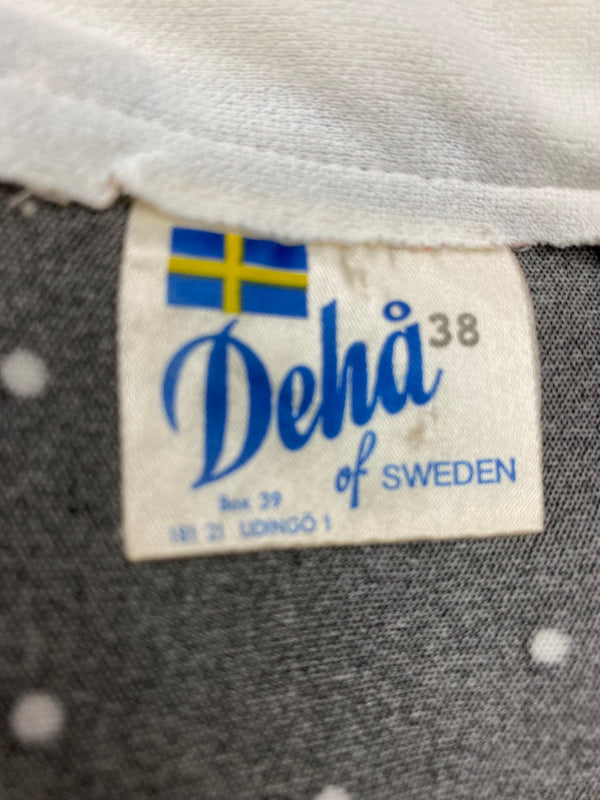 Dehå 38
of SWEDEN
Box 39
181 21 LIDINGÖ 1